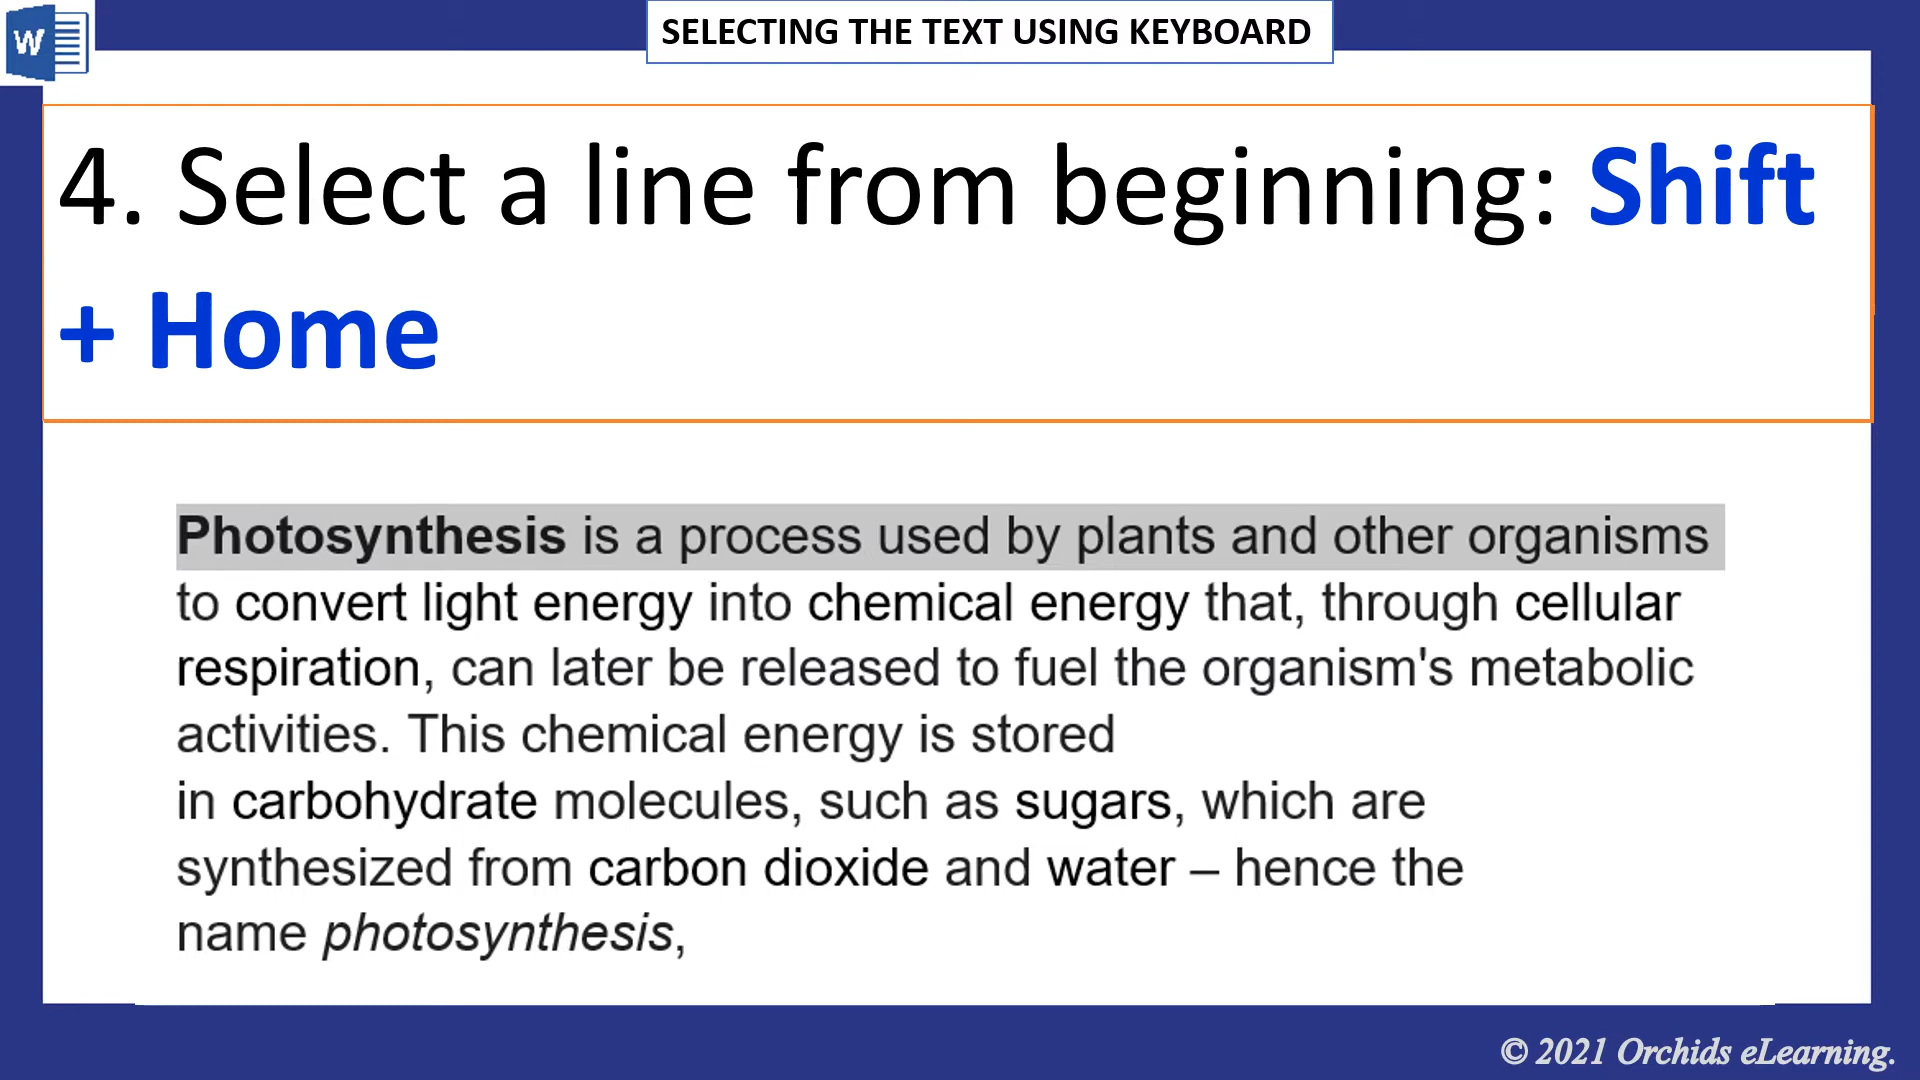 W
SELECTING THE TEXT USING KEYBOARD
4. Select a line from beginning: Shift
+ Home
Photosynthesis is a process used by plants and other organisms
to convert light energy into chemical energy that, through cellular
respiration, can later be released to fuel the organism's metabolic
activities. This chemical energy is stored
in carbohydrate molecules, such as sugars, which are
synthesized from carbon dioxide and water – hence the
name photosynthesis,
© 2021 Orchids eLearning.